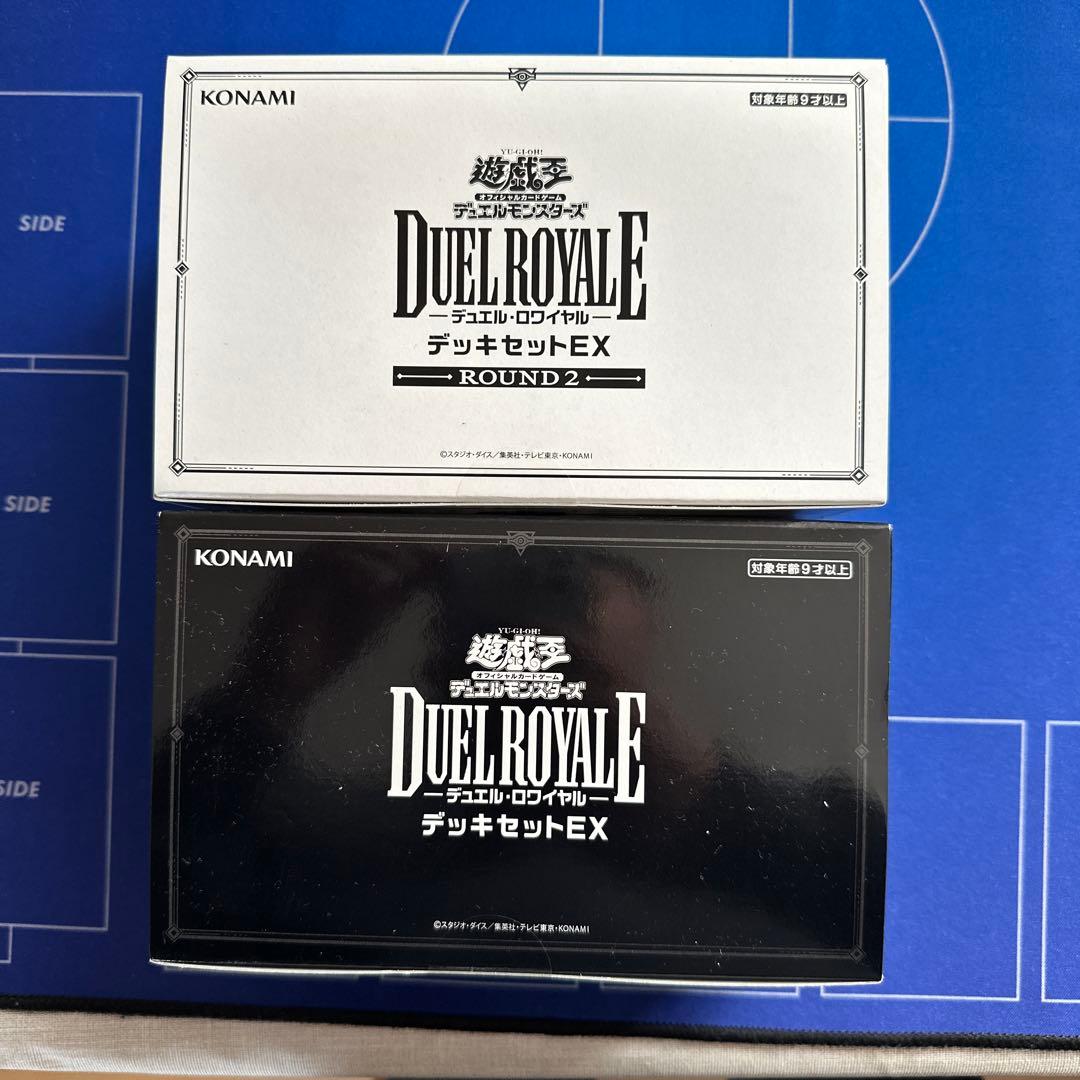 KONAMI
対象年齢9才以上
YU-GI-OH!
遊戯王
オフィシャルカードゲーム
デュエルモンスターズ
DUEL ROYALE
デュエル・ロワイヤル
デッキセットEX
ROUND 2
©スタジオ・ダイス／集英社・テレビ東京・KONAMI
KONAMI
対象年齢9才以上
YU-GI-OH!
遊戯王
オフィシャルカードゲーム
デュエルモンスターズ
DUEL ROYALE
デュエル・ロワイヤル
デッキセットEX
©スタジオ・ダイス／集英社・テレビ東京・KONAMI
SIDE
SIDE
SIDE